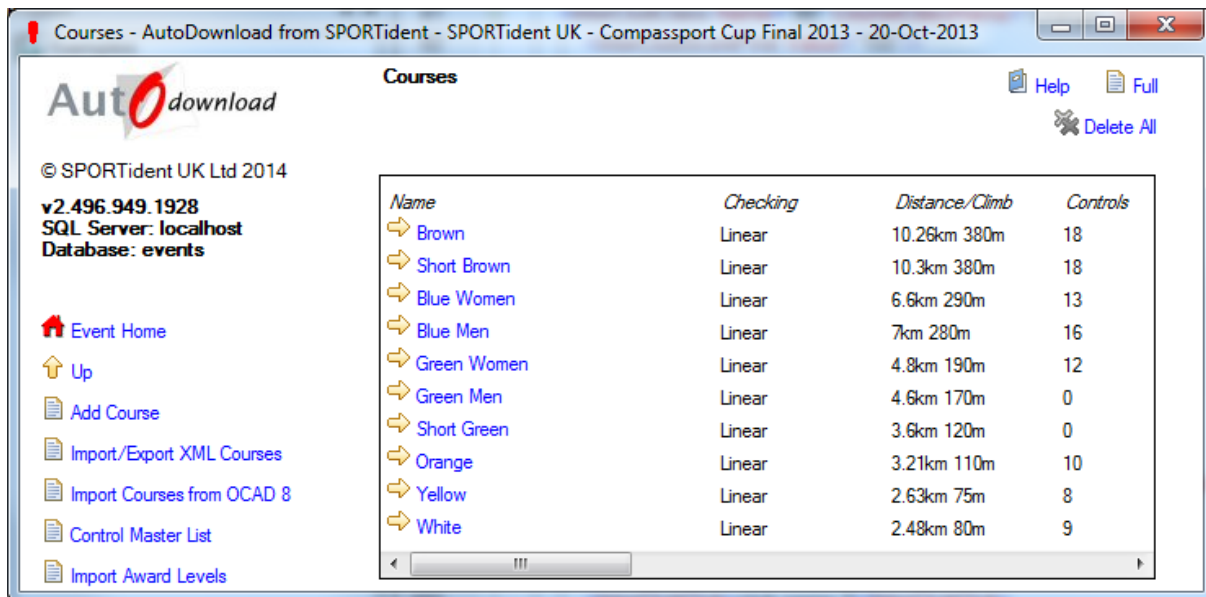 Courses - AutoDownload from SPORTident - SPORTident UK - Compassport Cup Final 2013 - 20-Oct-2013
AutOdownload
Courses
Help
Full
Delete All
© SPORTident UK Ltd 2014
v2.496.949.1928
SQL Server: localhost
Database: events
Event Home
Up
Add Course
Import/Export XML Courses
Import Courses from OCAD 8
Control Master List
Import Award Levels
Name Checking Distance/Climb Controls
Brown Linear 10.26km 380m 18
Short Brown Linear 10.3km 380m 18
Blue Women Linear 6.6km 290m 13
Blue Men Linear 7km 280m 16
Green Women Linear 4.8km 190m 12
Green Men Linear 4.6km 170m 0
Short Green Linear 3.6km 120m 0
Orange Linear 3.21km 110m 10
Yellow Linear 2.63km 75m 8
White Linear 2.48km 80m 9